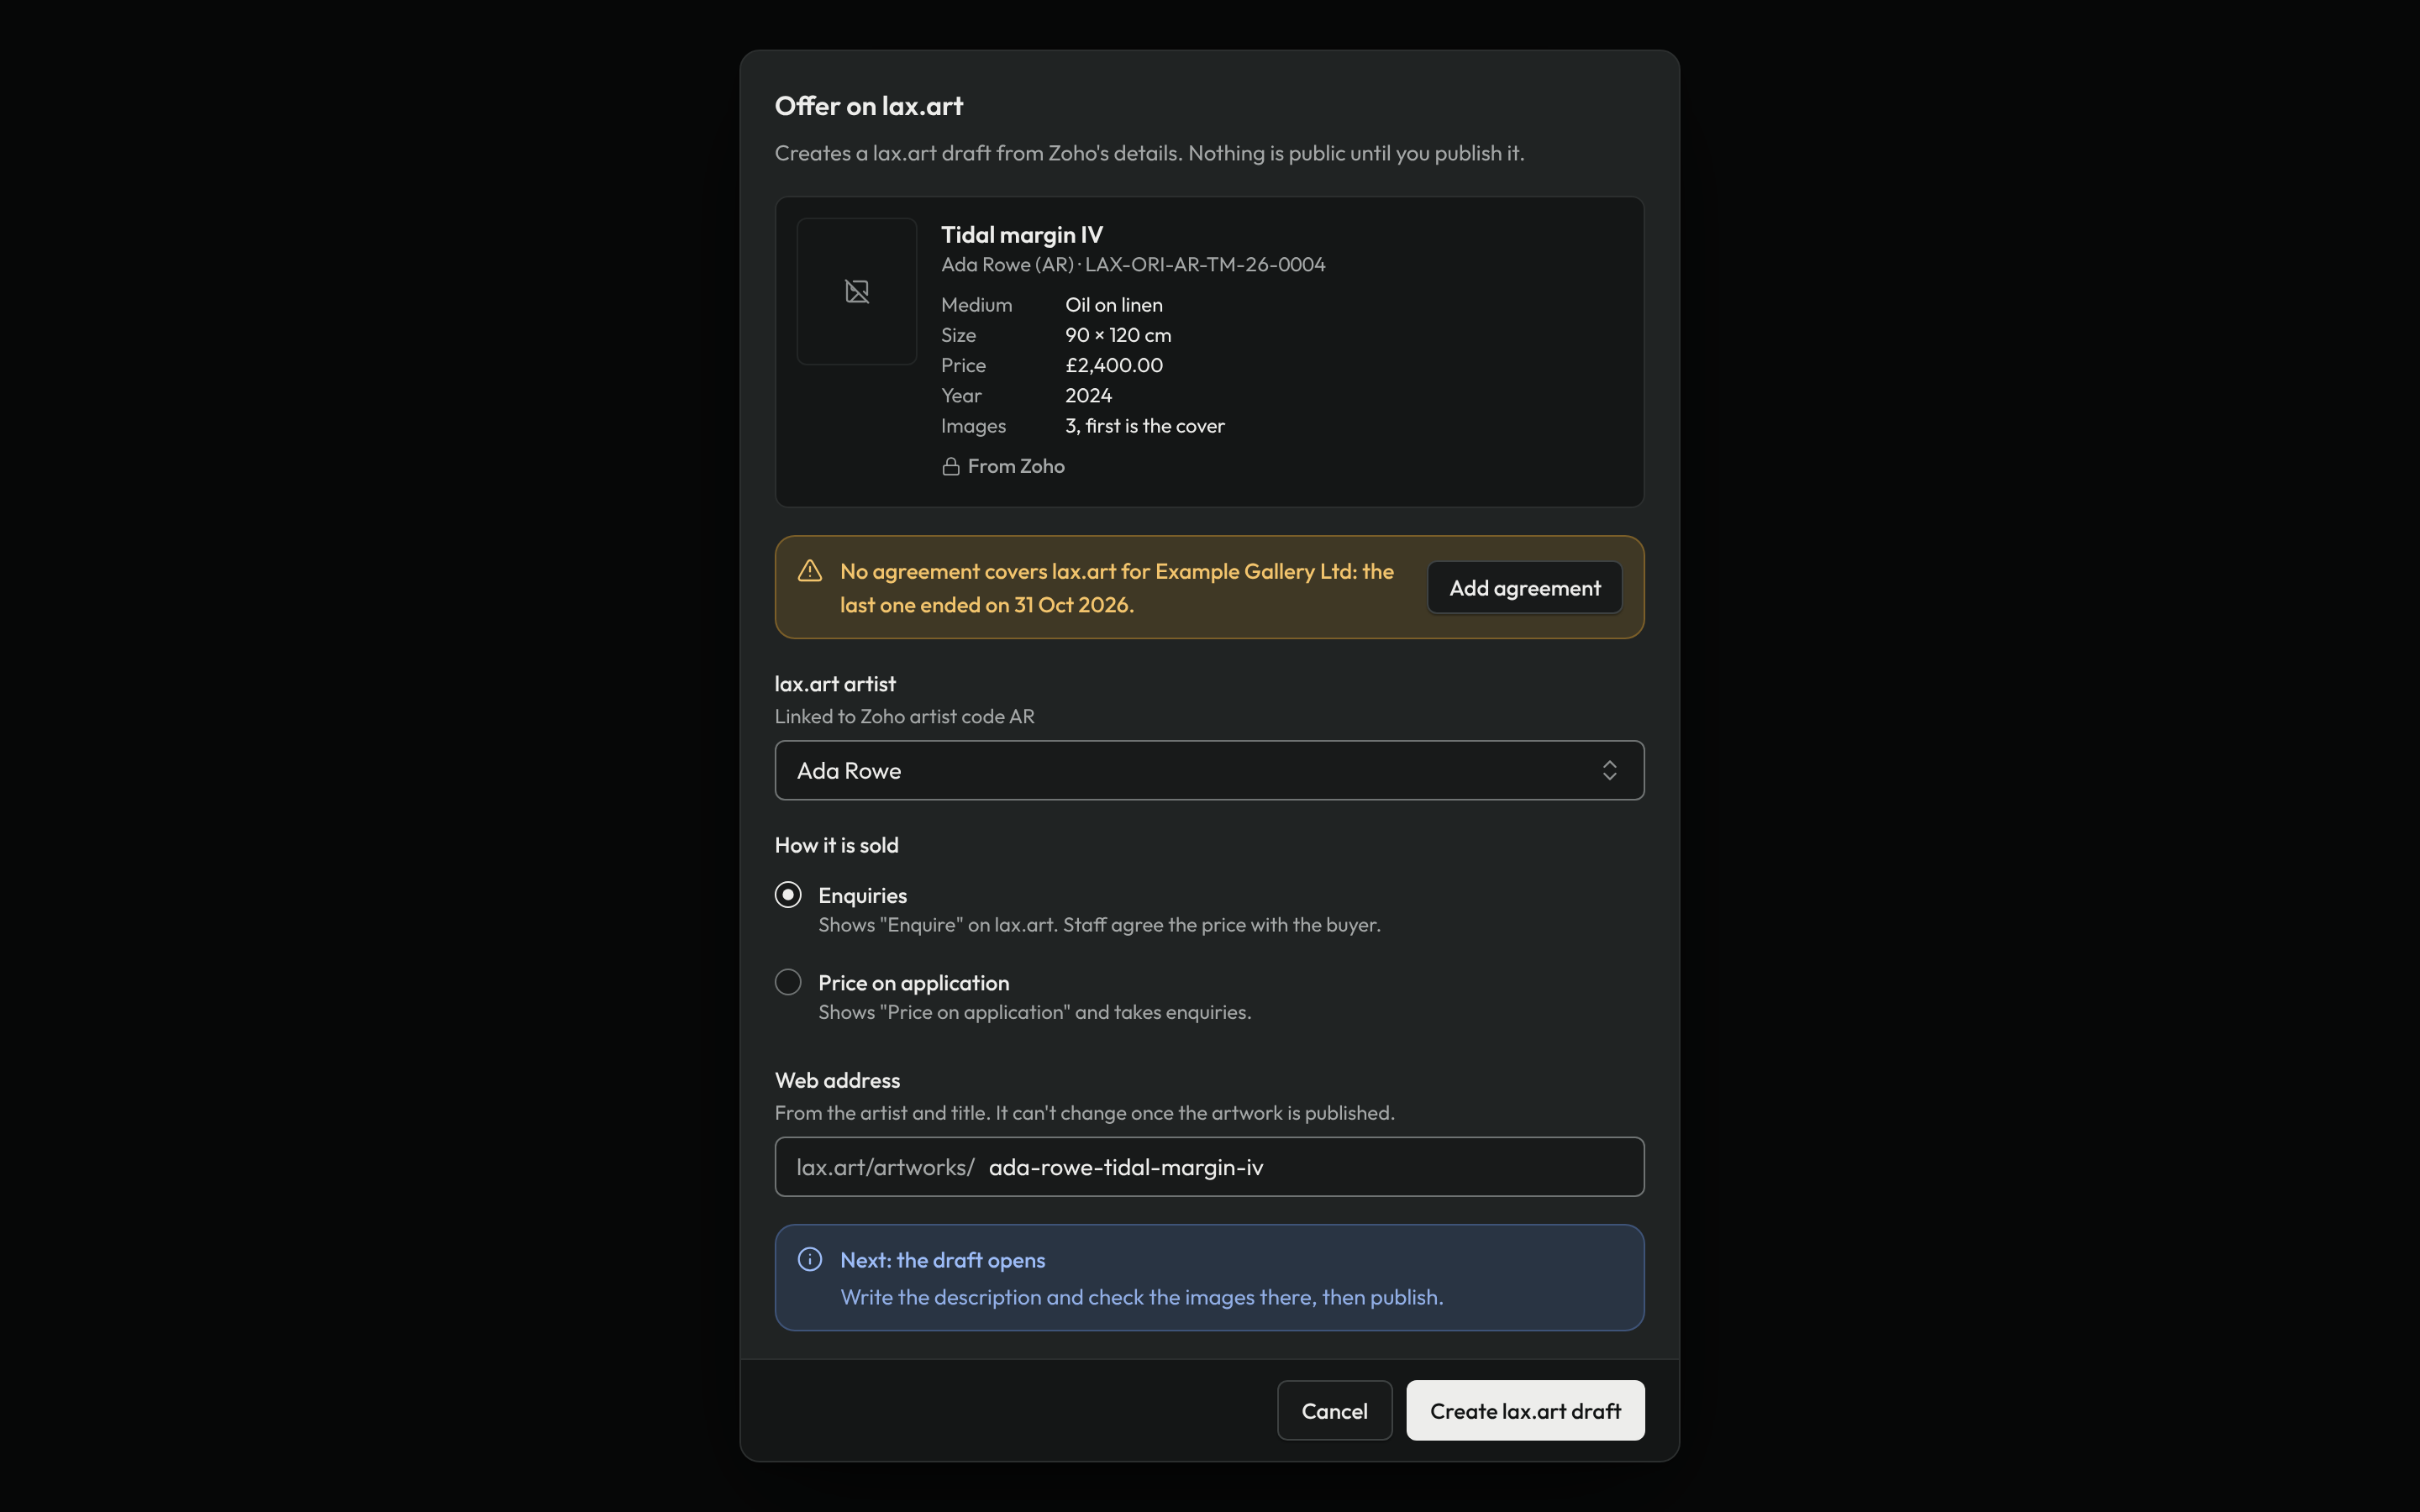 Offer on lax.art
Creates a lax.art draft from Zoho's details. Nothing is public until you publish it.
Tidal margin IV
Ada Rowe (AR) · LAX-ORI-AR-TM-26-0004
Medium Oil on linen
Size 90 × 120 cm
Price £2,400.00
Year 2024
Images 3, first is the cover
From Zoho
No agreement covers lax.art for Example Gallery Ltd: the
last one ended on 31 Oct 2026.
Add agreement
lax.art artist
Linked to Zoho artist code AR
Ada Rowe
How it is sold
Enquiries
Shows "Enquire" on lax.art. Staff agree the price with the buyer.
Price on application
Shows "Price on application" and takes enquiries.
Web address
From the artist and title. It can't change once the artwork is published.
lax.art/artworks/ ada-rowe-tidal-margin-iv
Next: the draft opens
Write the description and check the images there, then publish.
Cancel
Create lax.art draft